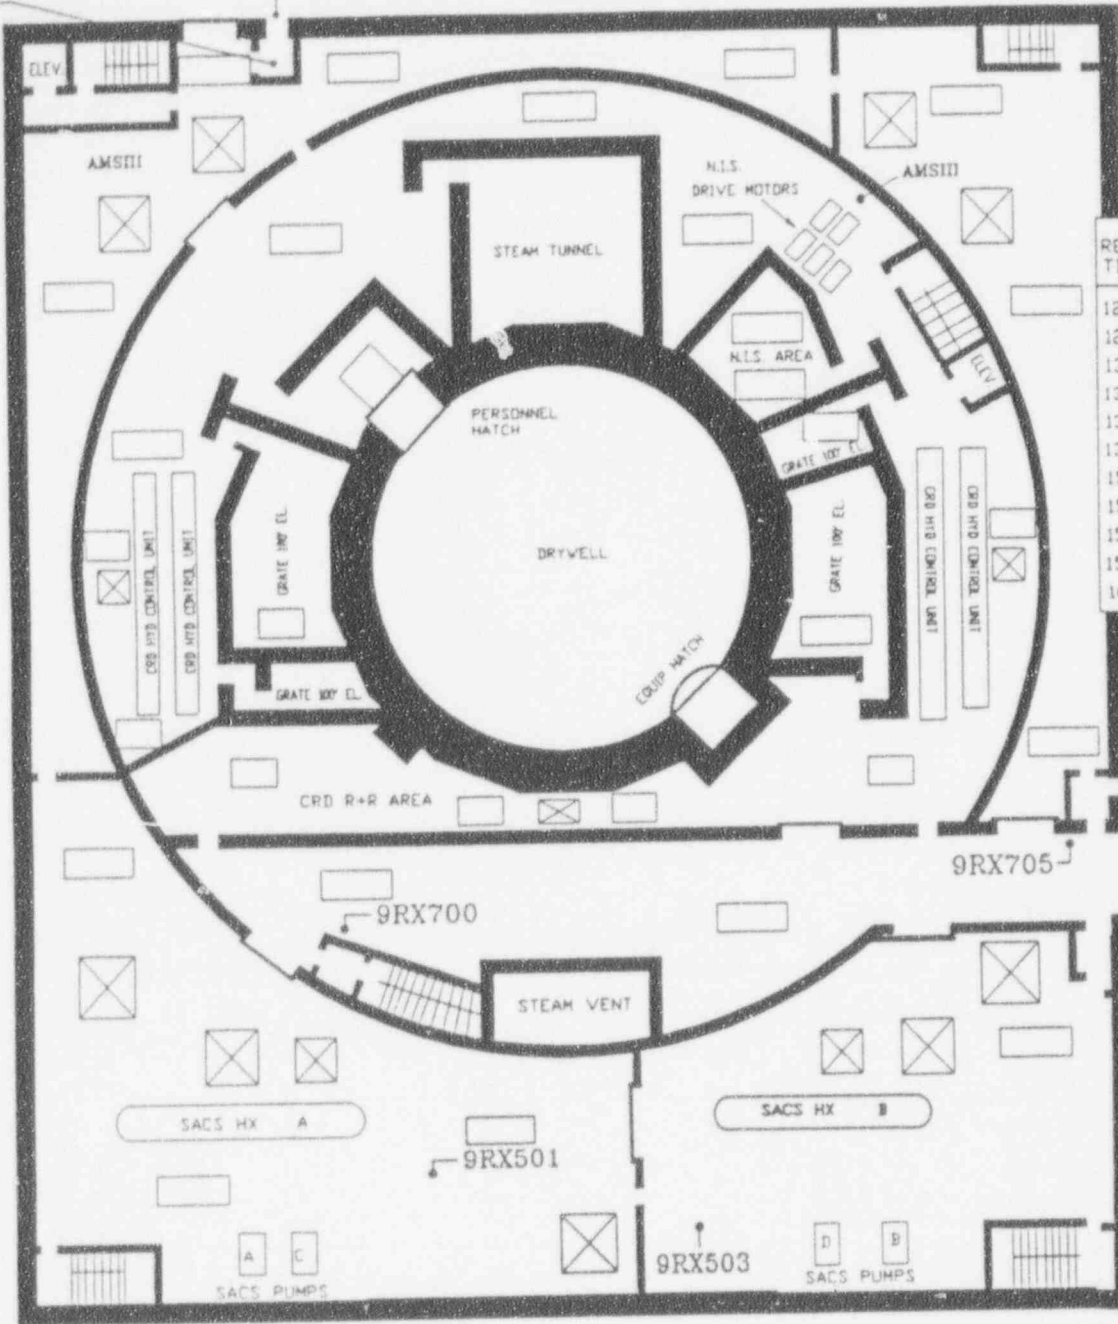 ELEV.
AMSIII
N.I.S.
DRIVE MOTORS
AMSIII
STEAM TUNNEL
N.I.S. AREA
ELEV
PERSONNEL
HATCH
GRATE 100' EL.
CRD HYD CONTROL UNIT
CRD HYD CONTROL UNIT
GRATE 100' EL.
DRYWELL
GRATE 100' EL.
CRD HYD CONTROL UNIT
CRD HYD CONTROL UNIT
EQUIP HATCH
GRATE 100' EL.
CRD R+R AREA
9RX705
9RX700
STEAM VENT
SACS HX A
SACS HX B
9RX501
9RX503
A
C
SACS PUMPS
D
B
SACS PUMPS